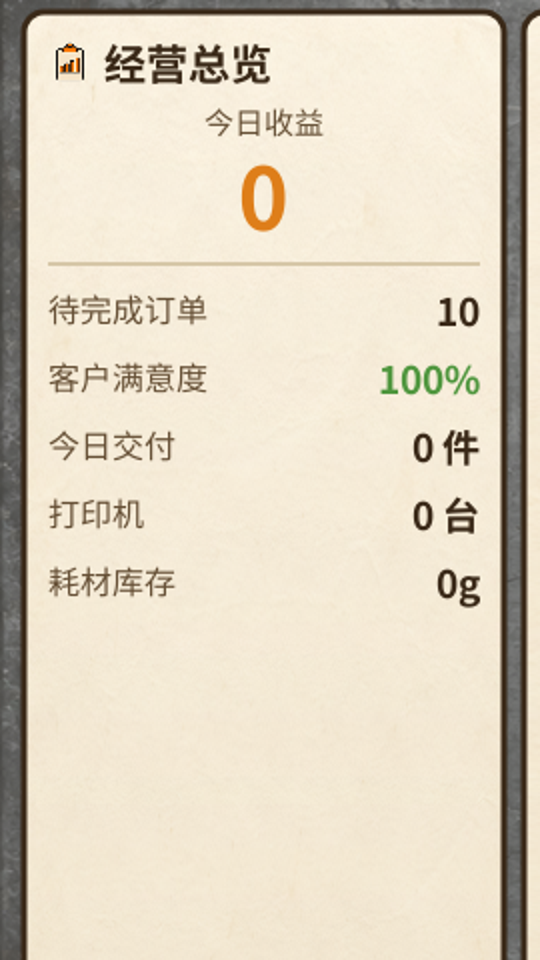 经营总览
今日收益
0
待完成订单 10
客户满意度 100%
今日交付 0 件
打印机 0 台
耗材库存 0g